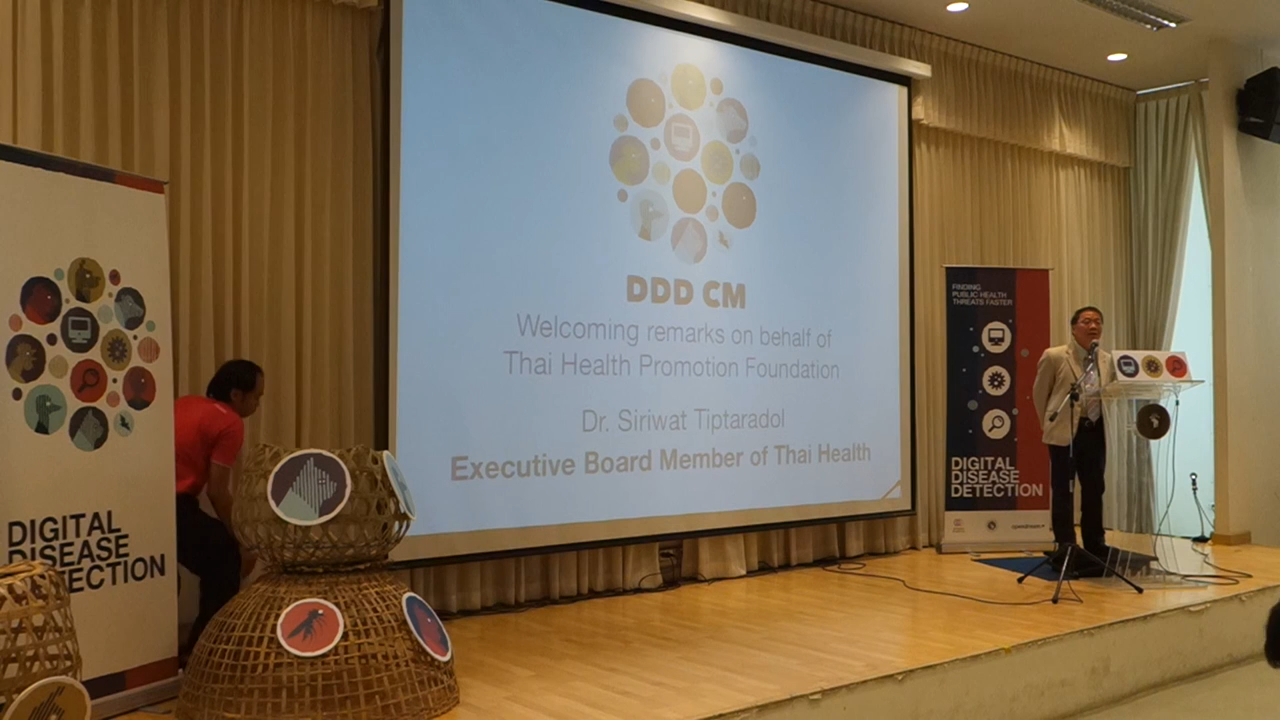 DDD CM
Welcoming remarks on behalf of
Thai Health Promotion Foundation
Dr. Siriwat Tiptaradol
Executive Board Member of Thai Health
DIGITAL
DISEASE
DETECTION
FINDING
PUBLIC HEALTH
THREATS FASTER
DIGITAL
DISEASE
DETECTION
opendream